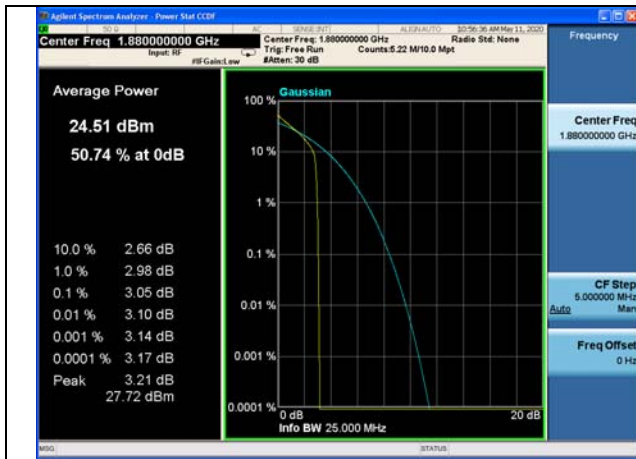 Agilent Spectrum Analyzer - Power Stat CCDF
50 Ω AC SENSE:INT ALIGNAUTO 10:56:36 AM May 11, 2020
Center Freq 1.880000000 GHz
Input: RF
#IFGain:Low
Center Freq: 1.880000000 GHz
Trig: Free Run Counts:5.22 M/10.0 Mpt
#Atten: 30 dB
Radio Std: None
Frequency
Average Power
24.51 dBm
50.74 % at 0dB
10.0 % 2.66 dB
1.0 % 2.98 dB
0.1 % 3.05 dB
0.01 % 3.10 dB
0.001 % 3.14 dB
0.0001 % 3.17 dB
Peak 3.21 dB
27.72 dBm
Gaussian
100 %
10 %
1 %
0.1 %
0.01 %
0.001 %
0.0001 %
0 dB 20 dB
Info BW 25.000 MHz
Center Freq
1.880000000 GHz
CF Step
5.000000 MHz
Auto Man
Freq Offset
0 Hz
MSG STATUS